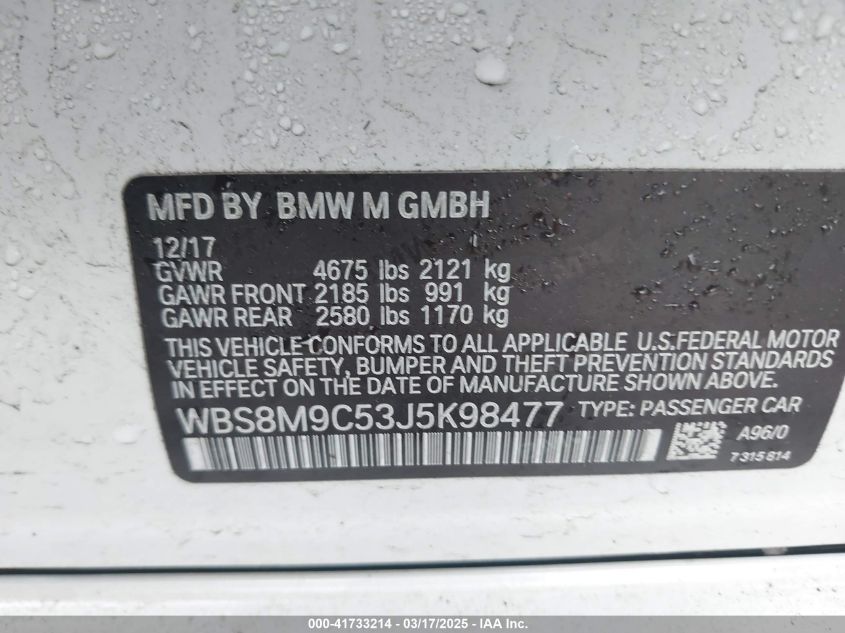 MFD BY BMW M GMBH
12/17
GVWR 4675 lbs 2121 kg
GAWR FRONT 2185 lbs 991 kg
GAWR REAR 2580 lbs 1170 kg
THIS VEHICLE CONFORMS TO ALL APPLICABLE U.S.FEDERAL MOTOR
VEHICLE SAFETY, BUMPER AND THEFT PREVENTION STANDARDS
IN EFFECT ON THE DATE OF MANUFACTURE SHOWN ABOVE.
WBS8M9C53J5K98477 TYPE: PASSENGER CAR
A96/0
7315814
000-41733214 - 03/17/2025 - IAA Inc.